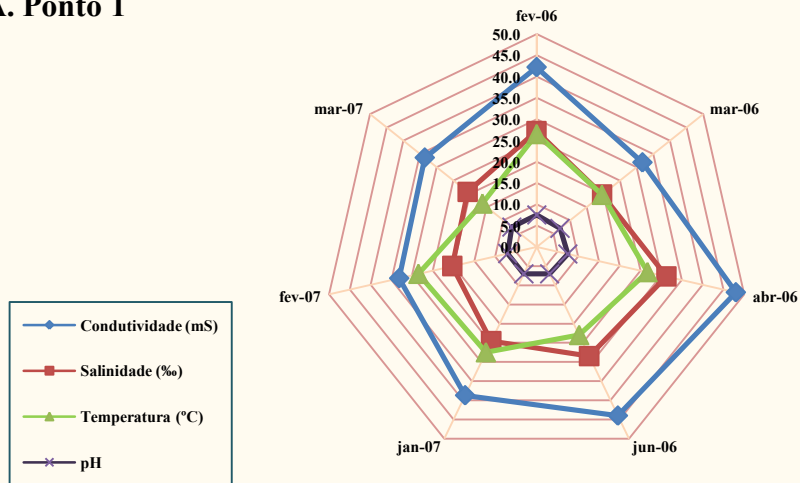 A. Ponto 1
fev-06
50.0
45.0
40.0
35.0
30.0
25.0
20.0
15.0
10.0
5.0
0.0
mar-07
mar-06
fev-07
abr-06
jan-07
jun-06
Condutividade (mS)
Salinidade (‰)
Temperatura (ºC)
pH